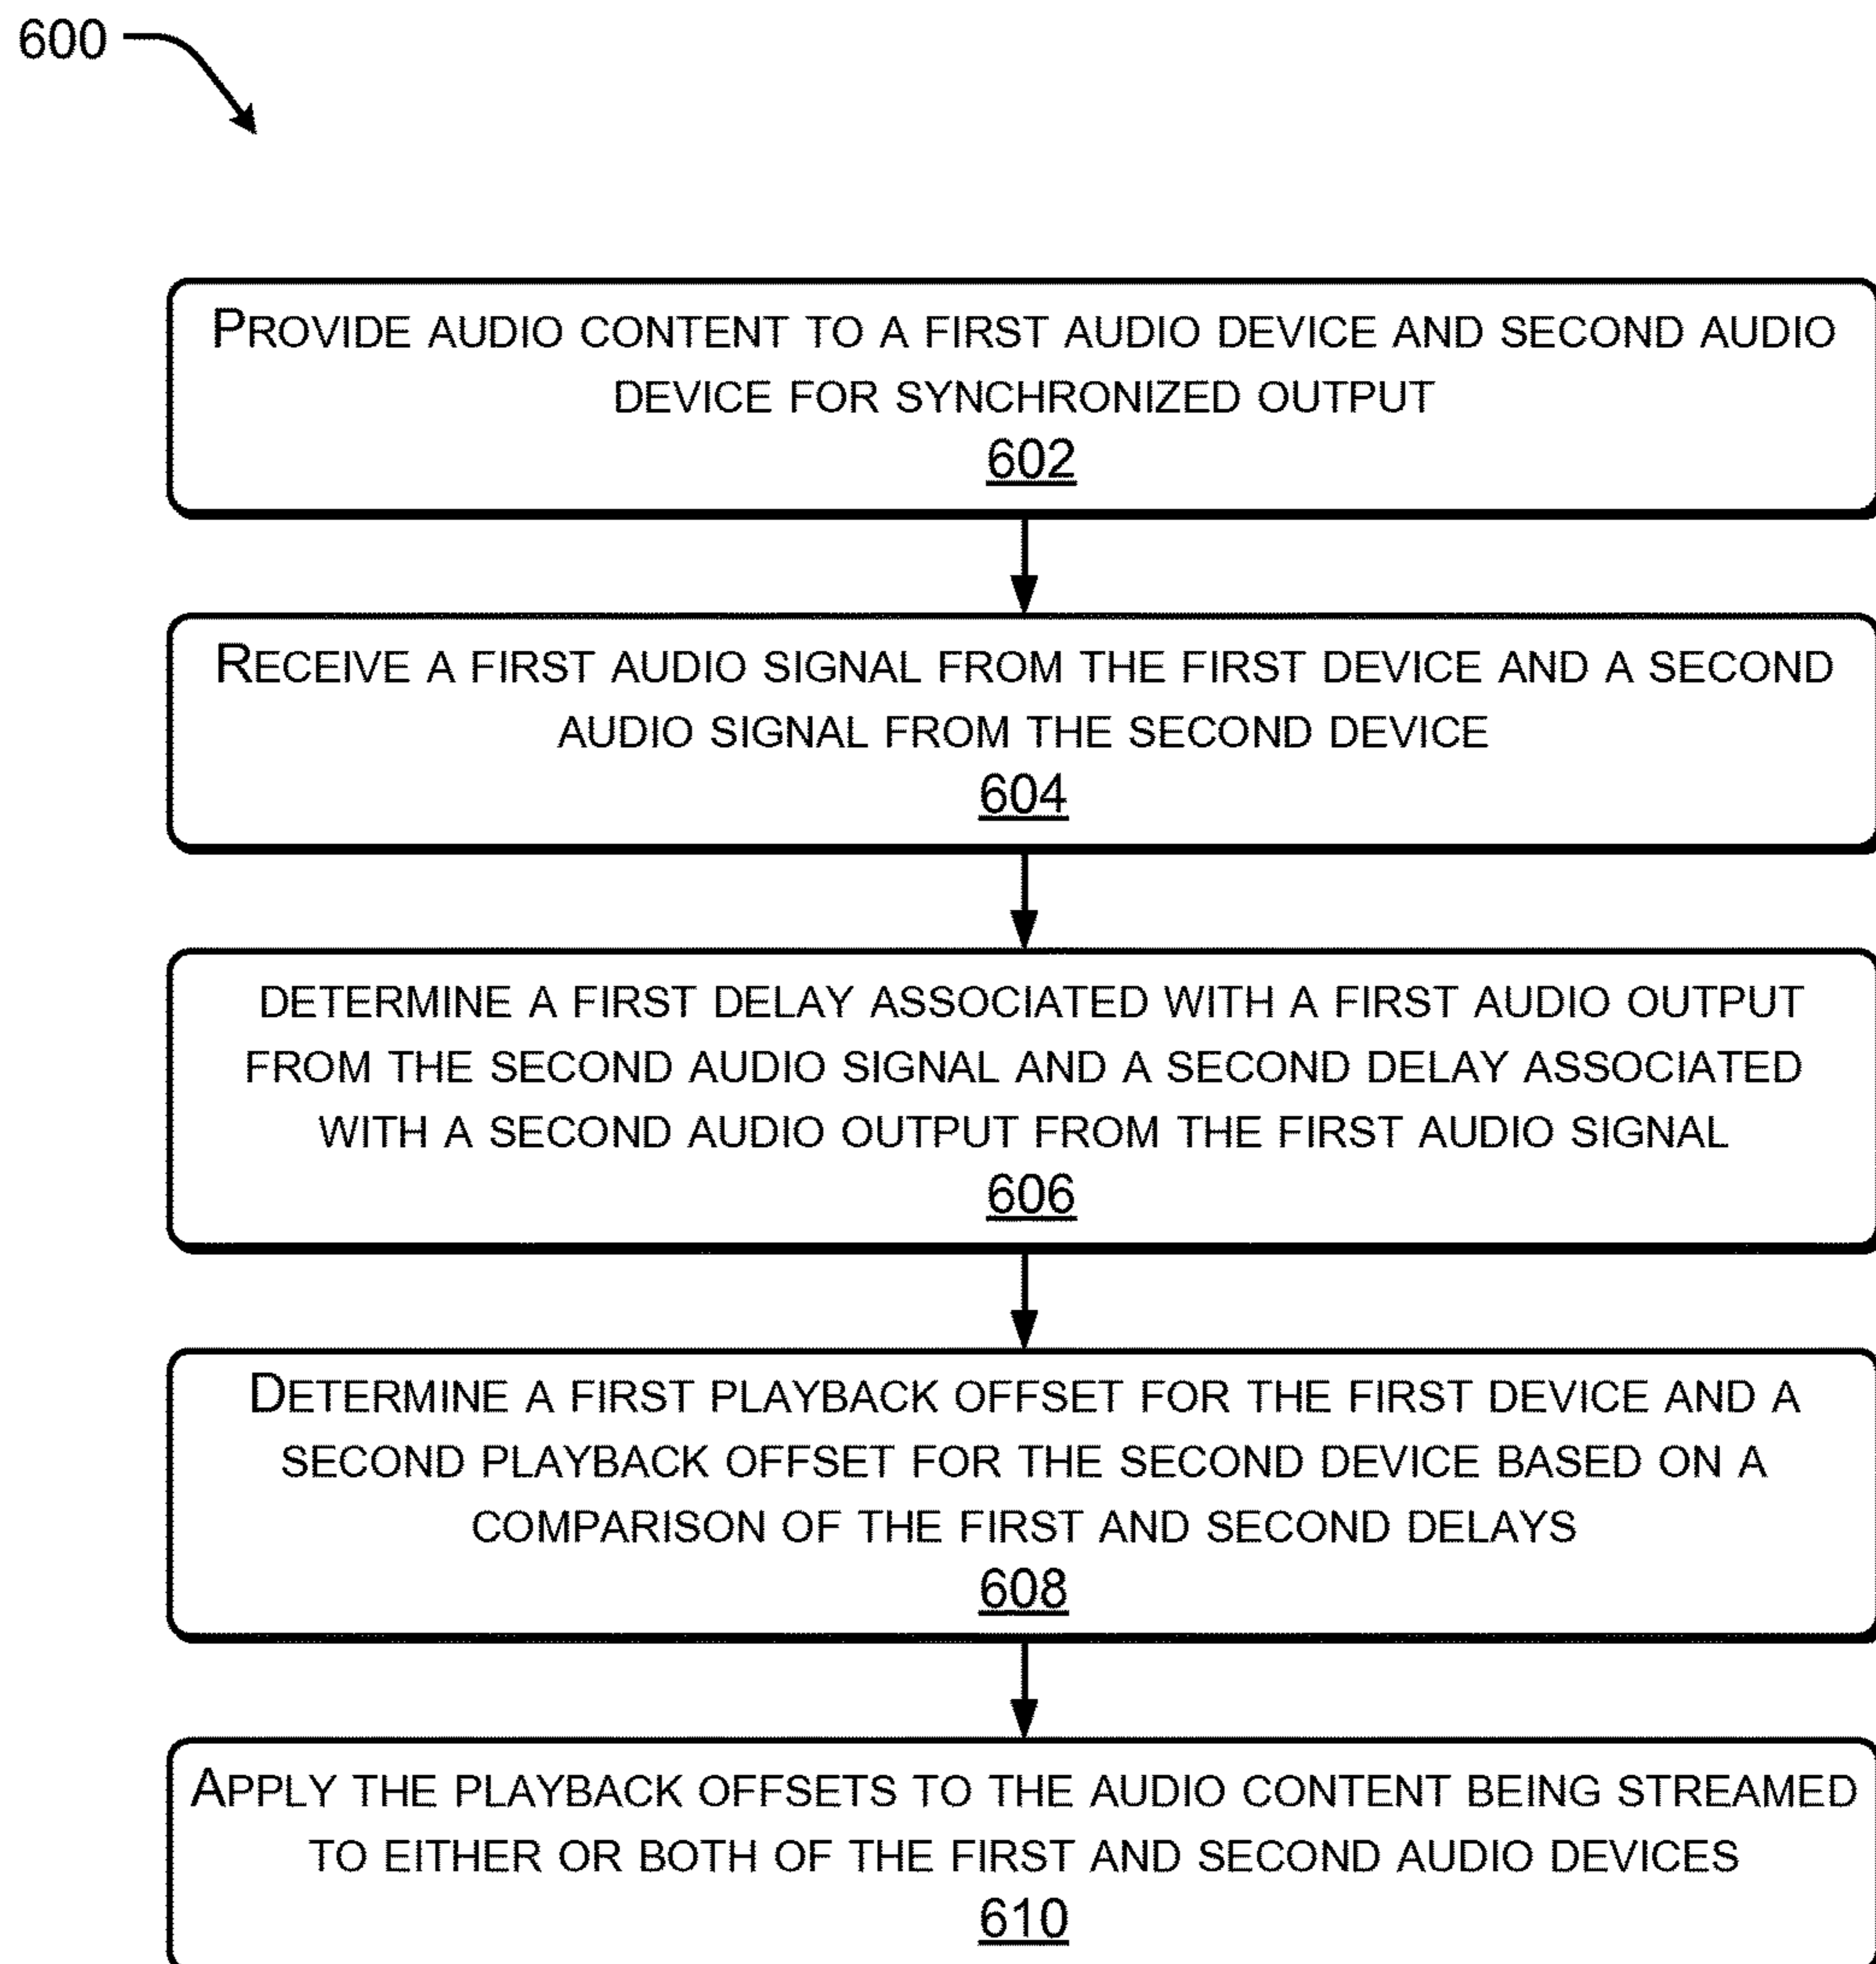 600
PROVIDE AUDIO CONTENT TO A FIRST AUDIO DEVICE AND SECOND AUDIO
DEVICE FOR SYNCHRONIZED OUTPUT
602
RECEIVE A FIRST AUDIO SIGNAL FROM THE FIRST DEVICE AND A SECOND
AUDIO SIGNAL FROM THE SECOND DEVICE
604
DETERMINE A FIRST DELAY ASSOCIATED WITH A FIRST AUDIO OUTPUT
FROM THE SECOND AUDIO SIGNAL AND A SECOND DELAY ASSOCIATED
WITH A SECOND AUDIO OUTPUT FROM THE FIRST AUDIO SIGNAL
606
DETERMINE A FIRST PLAYBACK OFFSET FOR THE FIRST DEVICE AND A
SECOND PLAYBACK OFFSET FOR THE SECOND DEVICE BASED ON A
COMPARISON OF THE FIRST AND SECOND DELAYS
608
APPLY THE PLAYBACK OFFSETS TO THE AUDIO CONTENT BEING STREAMED
TO EITHER OR BOTH OF THE FIRST AND SECOND AUDIO DEVICES
610